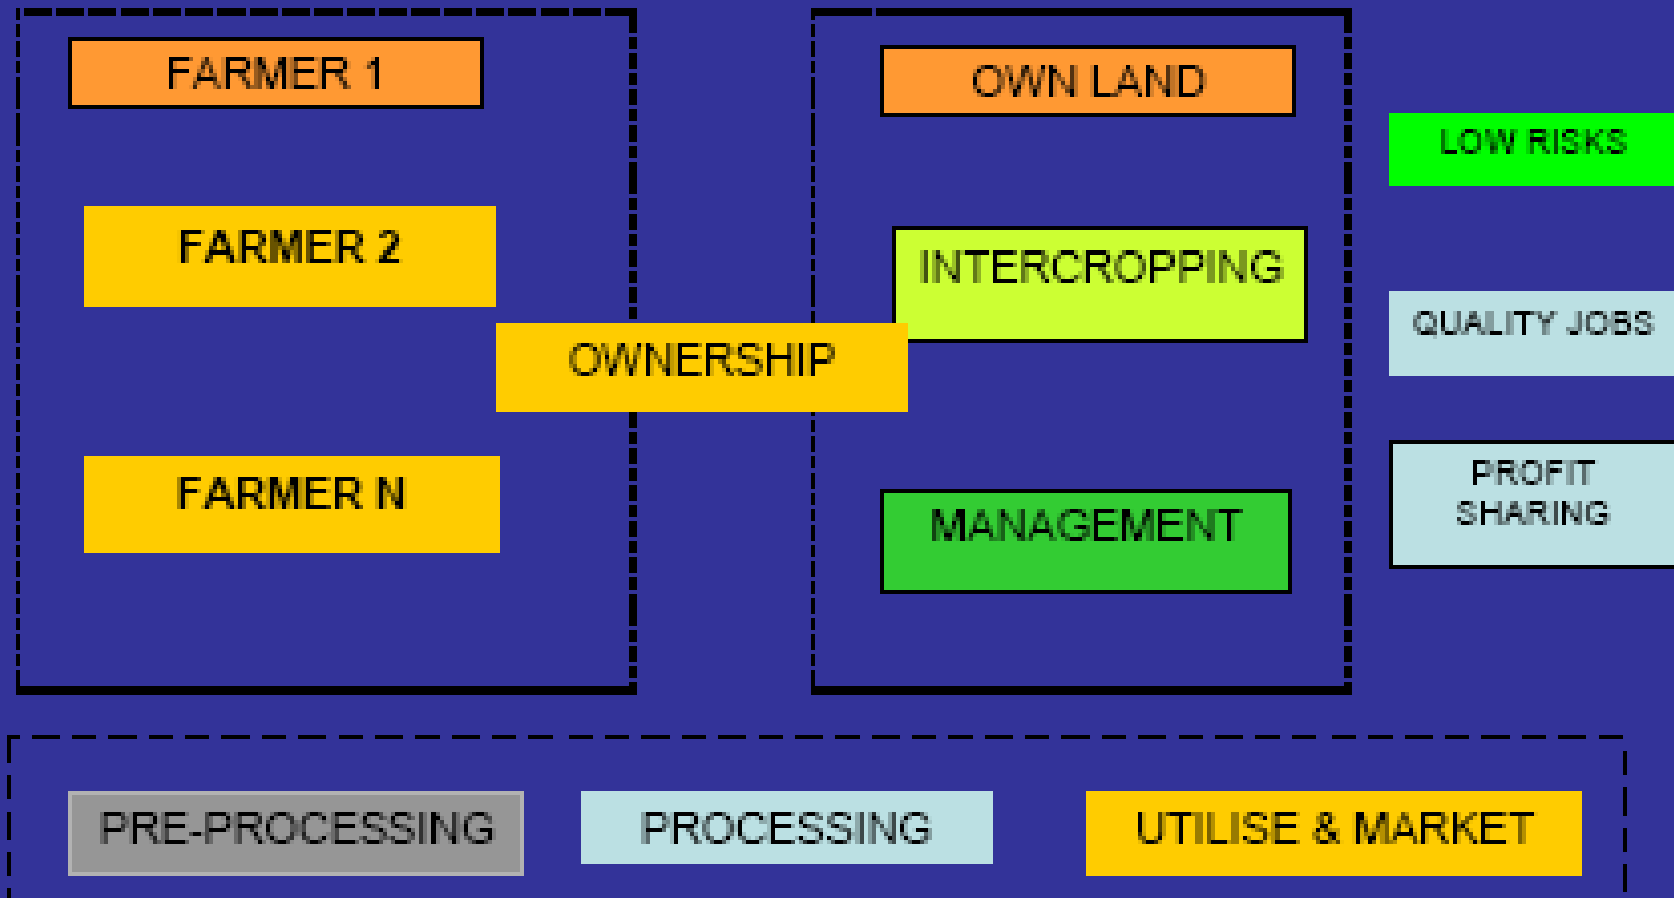 FARMER 1
FARMER 2
FARMER N
OWNERSHIP
OWN LAND
INTERCROPPING
MANAGEMENT
LOW RISKS
QUALITY JOBS
PROFIT
SHARING
PRE-PROCESSING
PROCESSING
UTILISE & MARKET